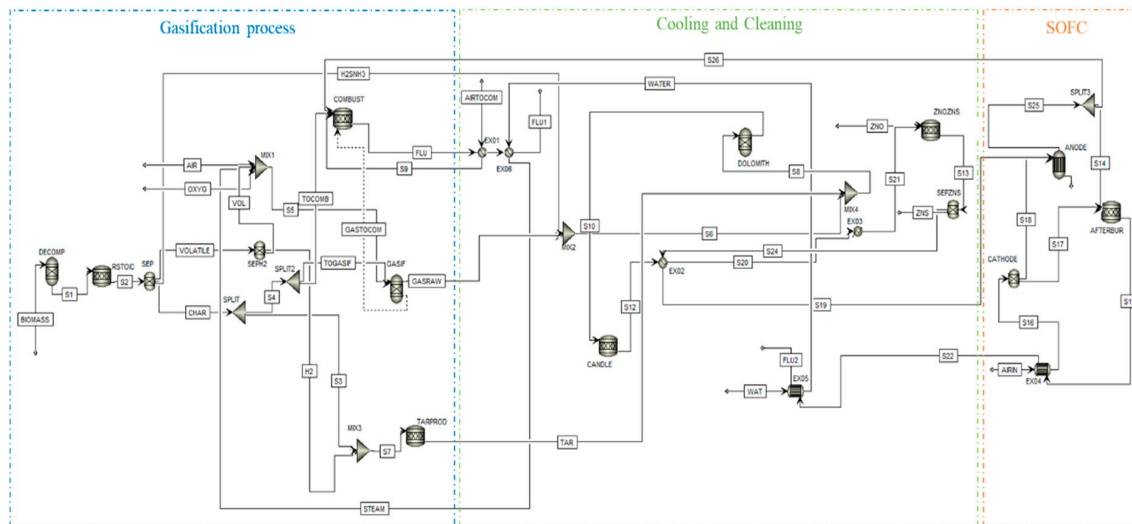 Gasification process
Cooling and Cleaning
SOFC
S26
H2SNH3
WATER
SPLIT3
COMBUST
AIRTOCOM
S25
FLU1
ZNO
ZNOZNS
ANODE
MIX1
FLU
EX01
EX06
DOLOMITH
S14
AIR
S9
S8
S21
S13
OXYG
TOCOMB
VOL
S5
MIX4
ZNS
SEPZNS
S18
AFTERBUR
GASTOCOM
S10
EX03
S17
DECOMP
VOLATILE
MIX2
S6
S24
RSTOIC
SEP
SEPH2
SPLIT2
TOGASIF
GASIF
GASRAW
S20
EX02
CATHODE
S1
S2
S4
S19
SPLIT
CHAR
S12
BIOMASS
S16
CANDLE
FLU2
S22
H2
S3
EX05
AIRIN
EX04
WAT
TARPROD
MIX3
TAR
S7
STEAM